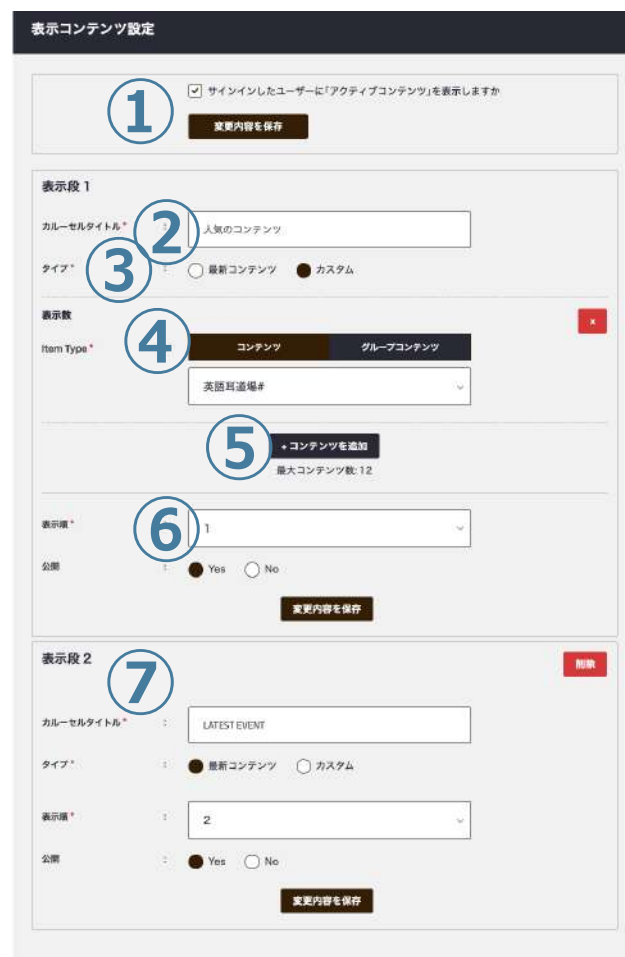 表示コンテンツ設定
① サインインしたユーザーに「アクティブコンテンツ」を表示しますか
変更内容を保存
表示段 1
カルーセルタイトル* : ② 人気のコンテンツ
タイプ* ③ : 最新コンテンツ カスタム
表示数 x
Item Type* ④ コンテンツ グループコンテンツ
英語耳道場#
⑤ +コンテンツを追加
最大コンテンツ数: 12
表示順* ⑥ 1
公開 : Yes No
変更内容を保存
表示段 2 ⑦ 削除
カルーセルタイトル* : LATEST EVENT
タイプ* : 最新コンテンツ カスタム
表示順* : 2
公開 : Yes No
変更内容を保存